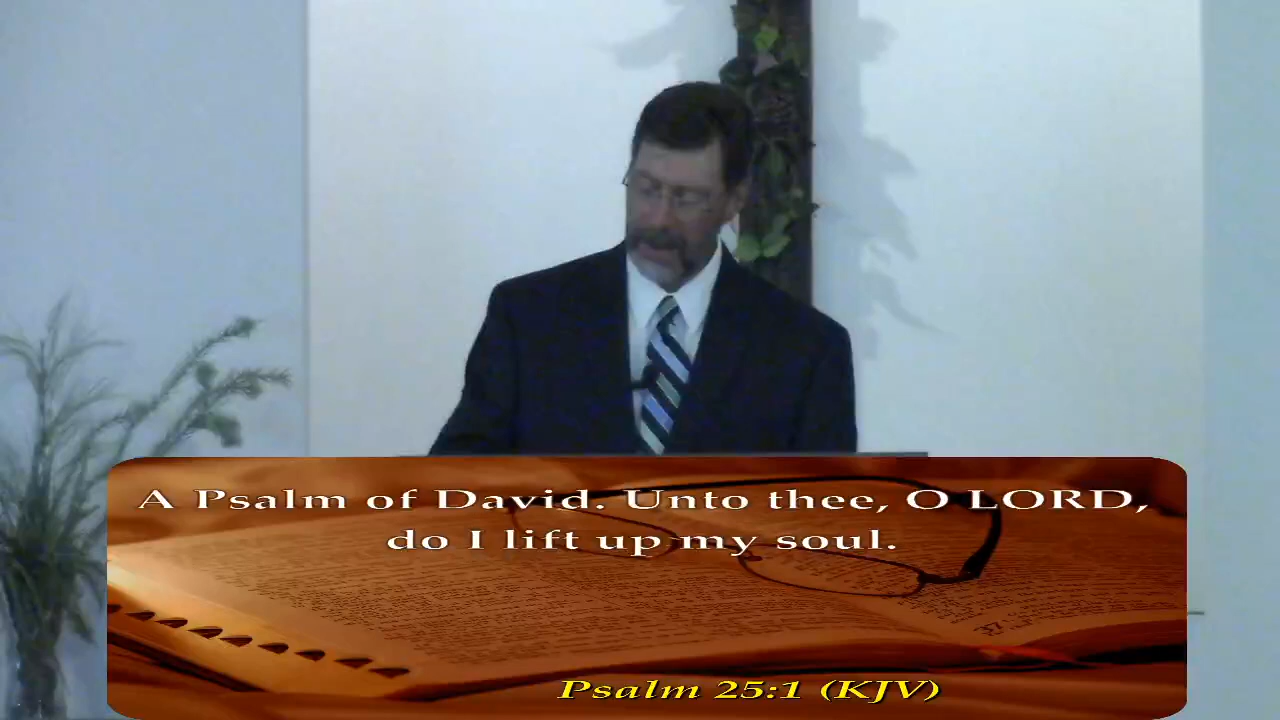 A Psalm of David. Unto thee, O LORD,
do I lift up my soul.
Psalm 25:1 (KJV)